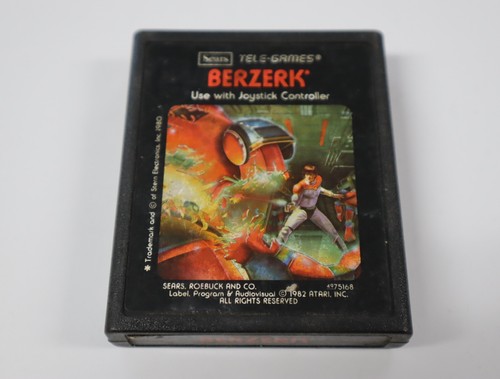 Sears TELE-GAMES®
BERZERK*
Use with Joystick Controller
* Trademark and © of Stern Electronics, Inc. 1980.
SEARS, ROEBUCK AND CO. 4975168
Label, Program & Audiovisual © 1982 ATARI, INC.
ALL RIGHTS RESERVED
BERZERK